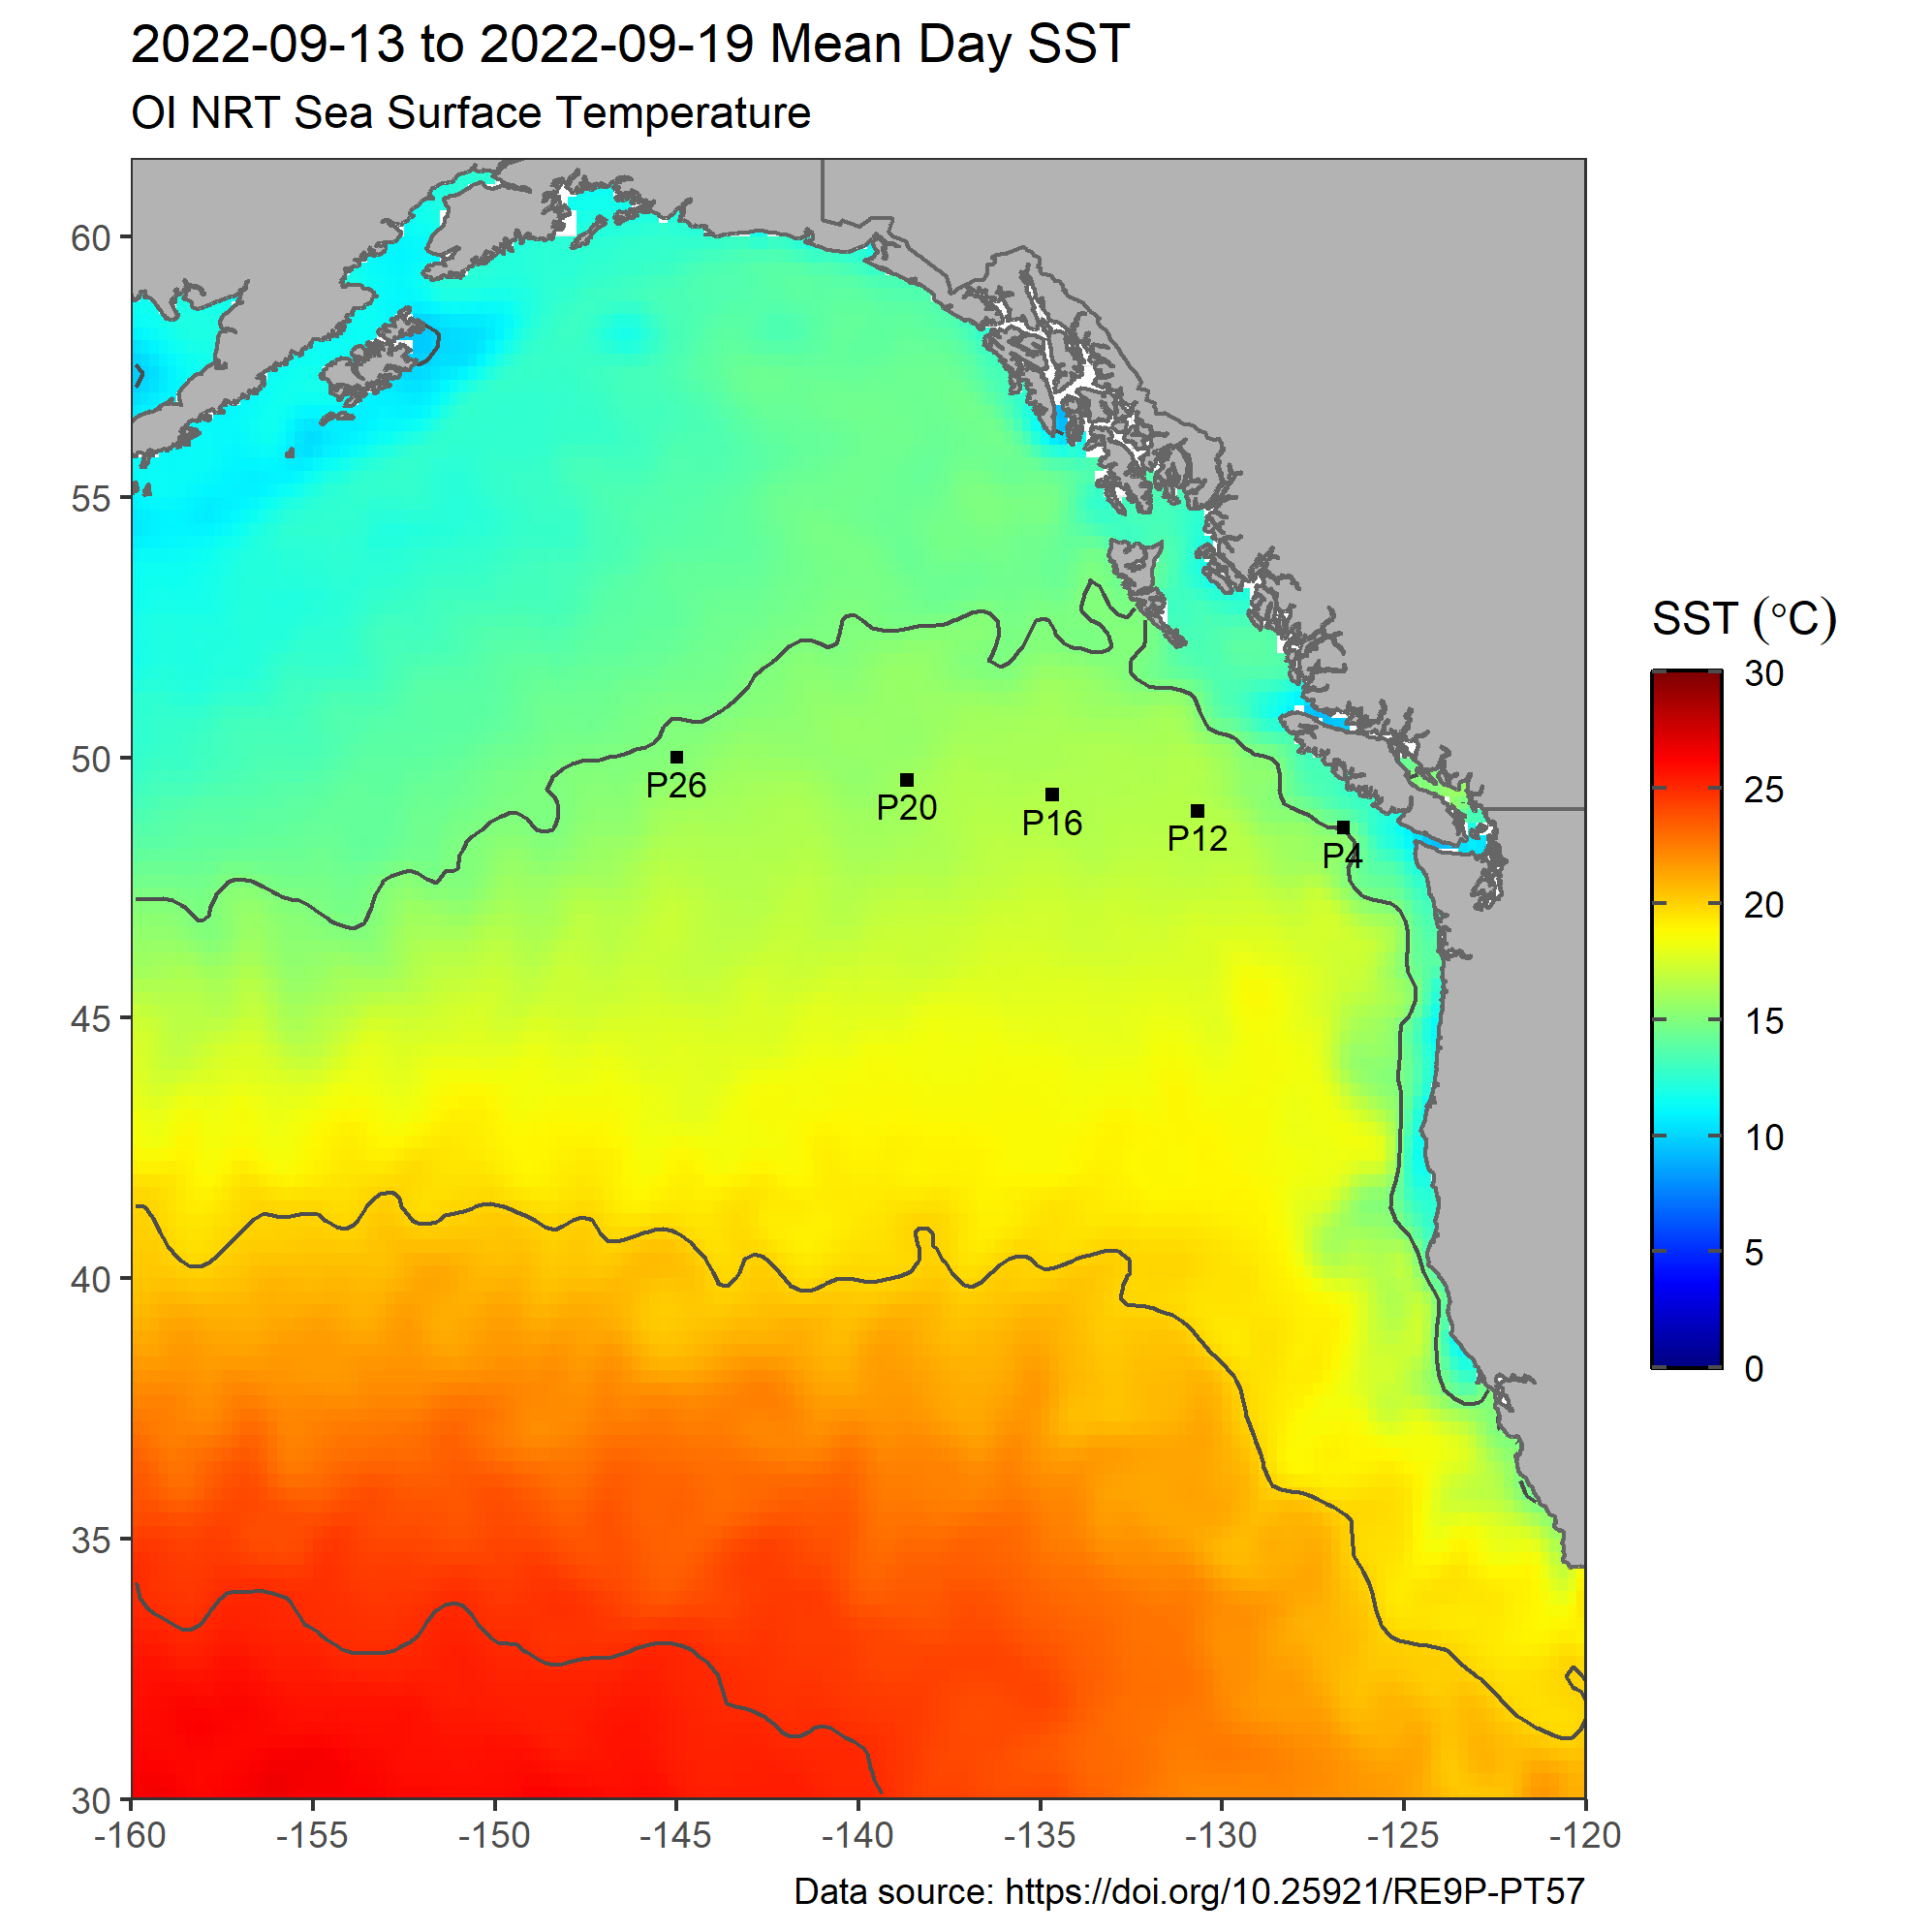 2022-09-13 to 2022-09-19 Mean Day SST
OI NRT Sea Surface Temperature
60
55
50
45
40
35
30
P26
P20
P16
P12
P4
-160 -155 -150 -145 -140 -135 -130 -125 -120
SST (°C)
30
25
20
15
10
5
0
Data source: https://doi.org/10.25921/RE9P-PT57